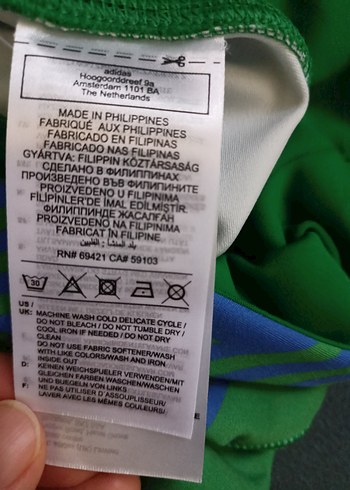 adidas
Hoogoorddreef 9a
Amsterdam 1101 BA
The Netherlands
MADE IN PHILIPPINES
FABRIQUÉ AUX PHILIPPINES
FABRICADO EN FILIPINAS
FABRICADO NAS FILIPINAS
GYÁRTVA: FILIPPIN KÖZTÁRSASÁG
СДЕЛАНО В ФИЛИППИНАХ
ПРОИЗВЕДЕНО ВЪВ ФИЛИПИНИТЕ
PROIZVEDENO U FILIPINIMA
FİLİPİNLER'DE İMAL EDİLMİŞTİR
ФИЛИППИНДЕ ЖАСАЛҒАН
PROIZVEDENO NA FILIPINIMA
FABRICAT ÎN FILIPINE
بلد المنشأ: الفلبين
RN# 69421 CA# 59103
30
US /
UK: MACHINE WASH COLD DELICATE CYCLE /
DO NOT BLEACH / DO NOT TUMBLE DRY /
COOL IRON IF NEEDED / DO NOT DRY
CLEAN
DO NOT USE FABRIC SOFTENER/WASH
WITH LIKE COLORS/WASH AND IRON
INSIDE OUT
D: KEINEN WEICHSPUELER VERWENDEN/MIT
GLEICHEN FARBEN WASCHEN/WASCHEN
UND BUEGELN VON LINKS
F: NE PAS UTILISER D'ASSOUPLISSEUR/
LAVER AVEC LES MÊMES COULEURS/